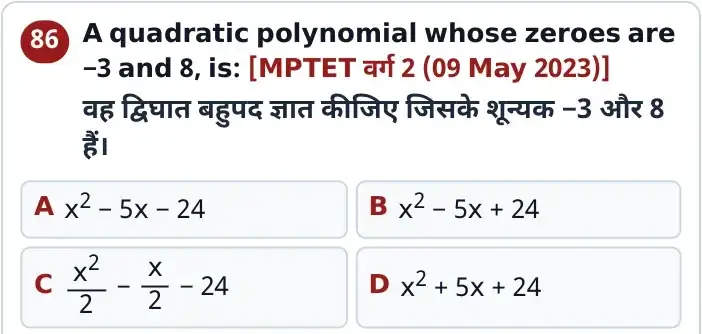 86 A quadratic polynomial whose zeroes are
–3 and 8, is: [MPTET वर्ग 2 (09 May 2023)]
वह द्विघात बहुपद ज्ञात कीजिए जिसके शून्यक –3 और 8
हैं।
A x² – 5x – 24
B x² – 5x + 24
C x²/2 – x/2 – 24
D x² + 5x + 24